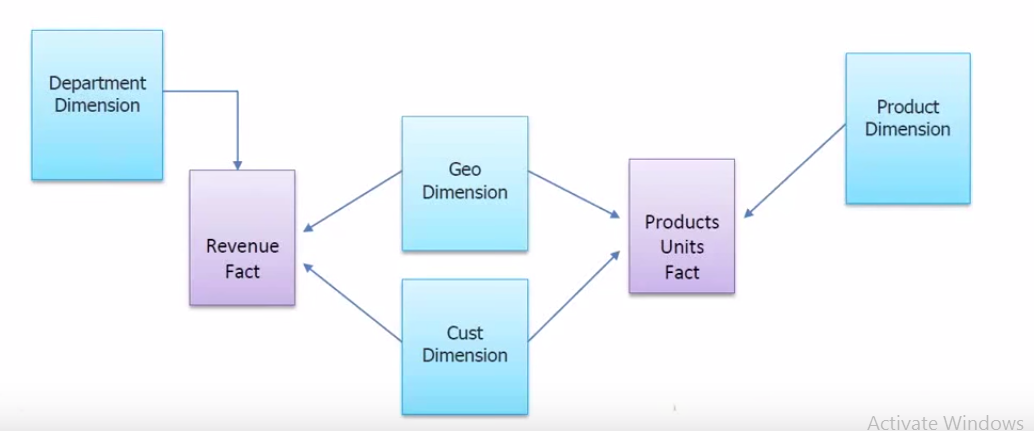 Department
Dimension
Revenue
Fact
Geo
Dimension
Cust
Dimension
Products
Units
Fact
Product
Dimension
Activate Windows